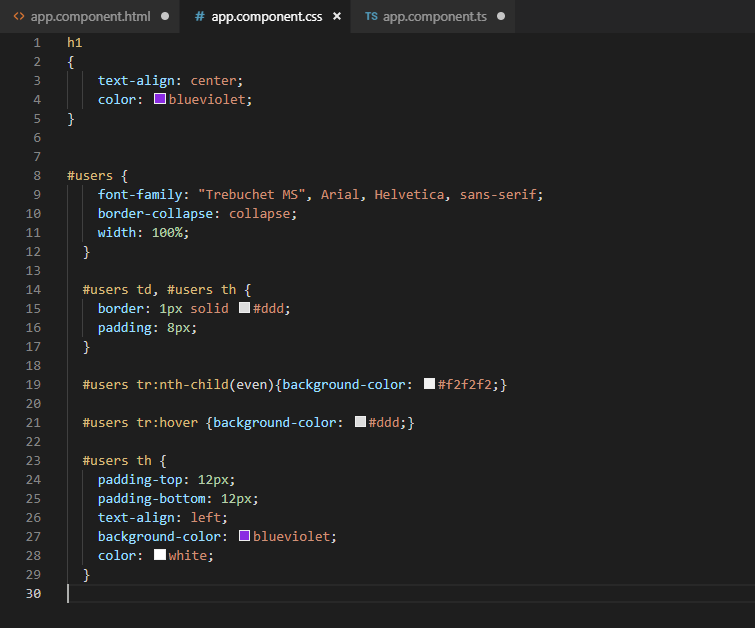 <> app.component.html ●  # app.component.css ×  TS app.component.ts ●
1 h1
2 {
3     text-align: center;
4     color: blueviolet;
5 }
6
7
8 #users {
9     font-family: "Trebuchet MS", Arial, Helvetica, sans-serif;
10     border-collapse: collapse;
11     width: 100%;
12   }
13
14   #users td, #users th {
15     border: 1px solid #ddd;
16     padding: 8px;
17   }
18
19   #users tr:nth-child(even){background-color: #f2f2f2;}
20
21   #users tr:hover {background-color: #ddd;}
22
23   #users th {
24     padding-top: 12px;
25     padding-bottom: 12px;
26     text-align: left;
27     background-color: blueviolet;
28     color: white;
29   }
30